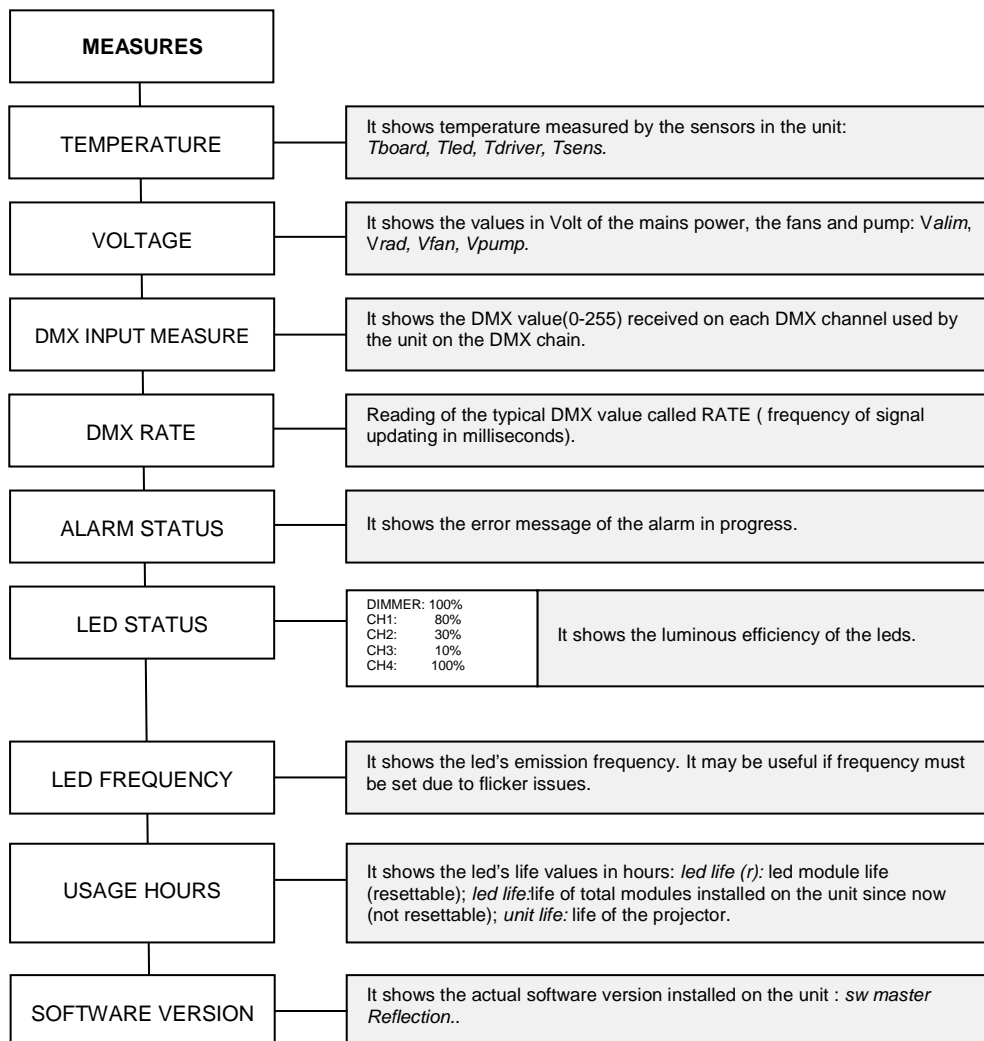 MEASURES
TEMPERATURE
It shows temperature measured by the sensors in the unit:
Tboard, Tled, Tdriver, Tsens.
VOLTAGE
It shows the values in Volt of the mains power, the fans and pump: Valim,
Vrad, Vfan, Vpump.
DMX INPUT MEASURE
It shows the DMX value(0-255) received on each DMX channel used by
the unit on the DMX chain.
DMX RATE
Reading of the typical DMX value called RATE ( frequency of signal
updating in milliseconds).
ALARM STATUS
It shows the error message of the alarm in progress.
LED STATUS
DIMMER: 100%
CH1: 80%
CH2: 30%
CH3: 10%
CH4: 100%
It shows the luminous efficiency of the leds.
LED FREQUENCY
It shows the led's emission frequency. It may be useful if frequency must
be set due to flicker issues.
USAGE HOURS
It shows the led's life values in hours: led life (r): led module life
(resettable); led life:life of total modules installed on the unit since now
(not resettable); unit life: life of the projector.
SOFTWARE VERSION
It shows the actual software version installed on the unit : sw master
Reflection..